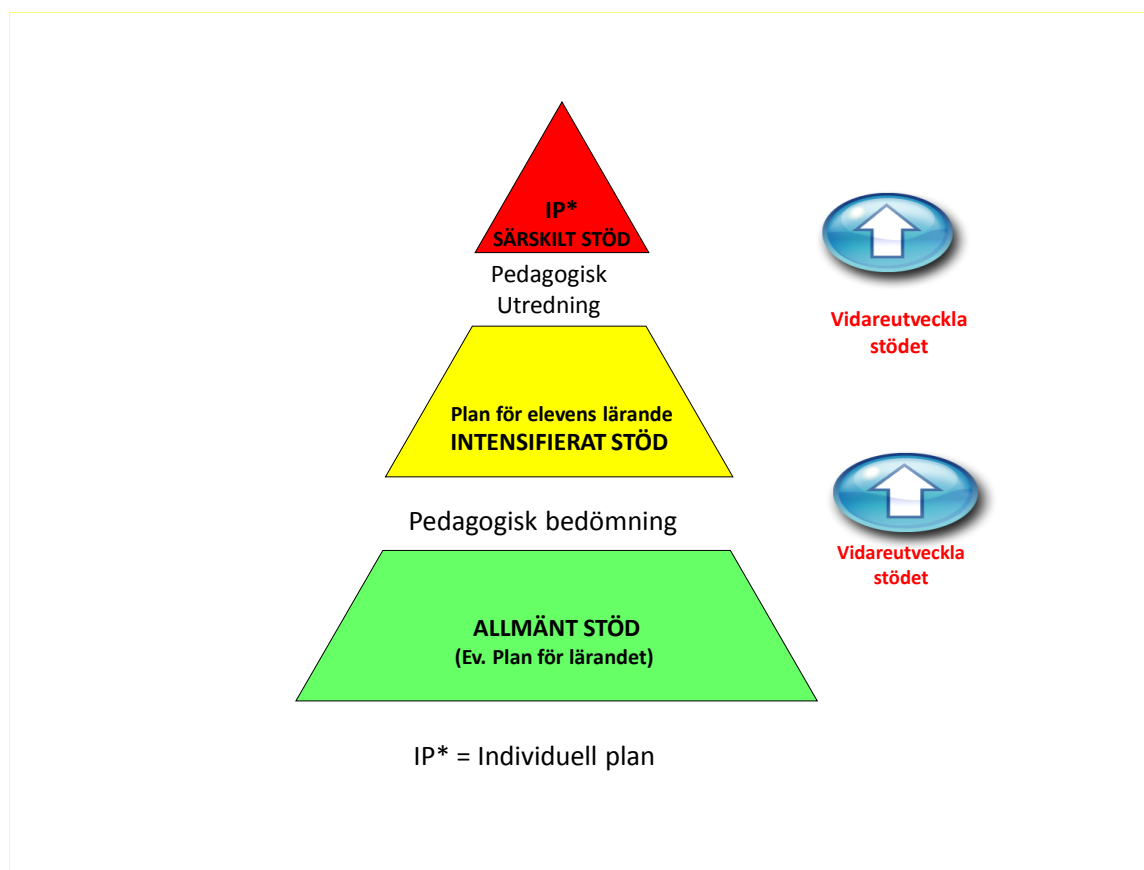 IP*
SÄRSKILT STÖD
Pedagogisk
Utredning
Vidareutveckla
stödet
Plan för elevens lärande
INTENSIFIERAT STÖD
Pedagogisk bedömning
Vidareutveckla
stödet
ALLMÄNT STÖD
(Ev. Plan för lärandet)
IP* = Individuell plan